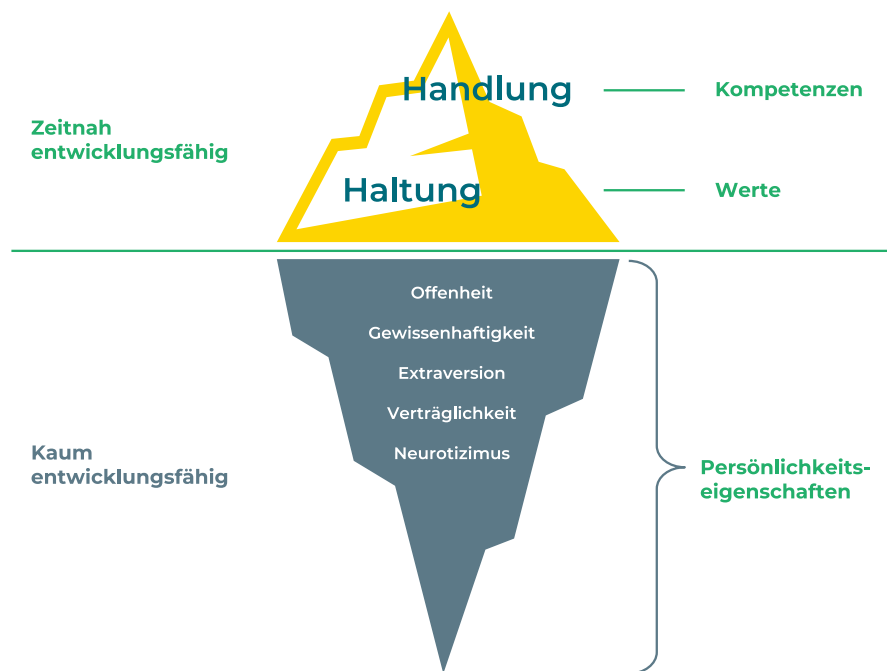 Handlung
Kompetenzen
Zeitnah
entwicklungsfähig
Haltung
Werte
Offenheit
Gewissenhaftigkeit
Extraversion
Verträglichkeit
Neurotizimus
Kaum
entwicklungsfähig
Persönlichkeits-
eigenschaften